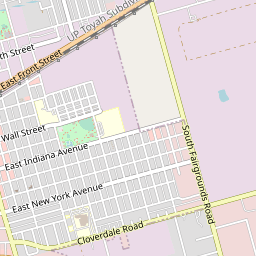 UP Toyah Subdivi
th Street
East Front Street
Wall Street
South Fairgrounds Road
East Indiana Avenue
East New York Avenue
Cloverdale Road